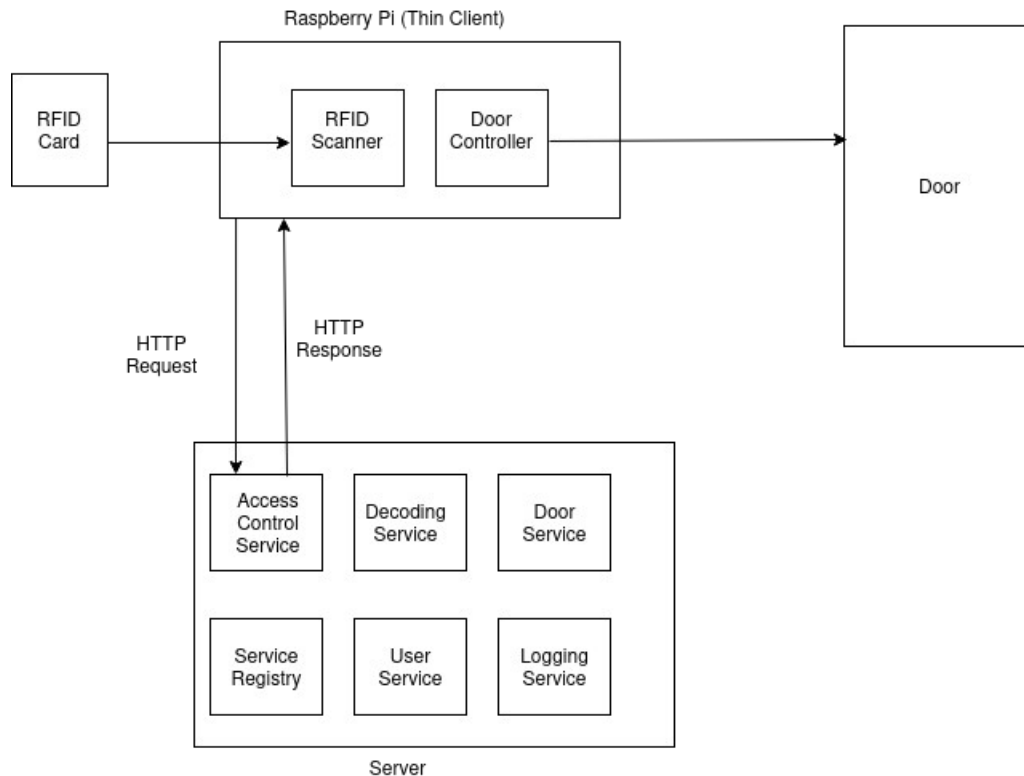 Raspberry Pi (Thin Client)
RFID
Card
RFID
Scanner
Door
Controller
Door
HTTP
Request
HTTP
Response
Access
Control
Service
Decoding
Service
Door
Service
Service
Registry
User
Service
Logging
Service
Server